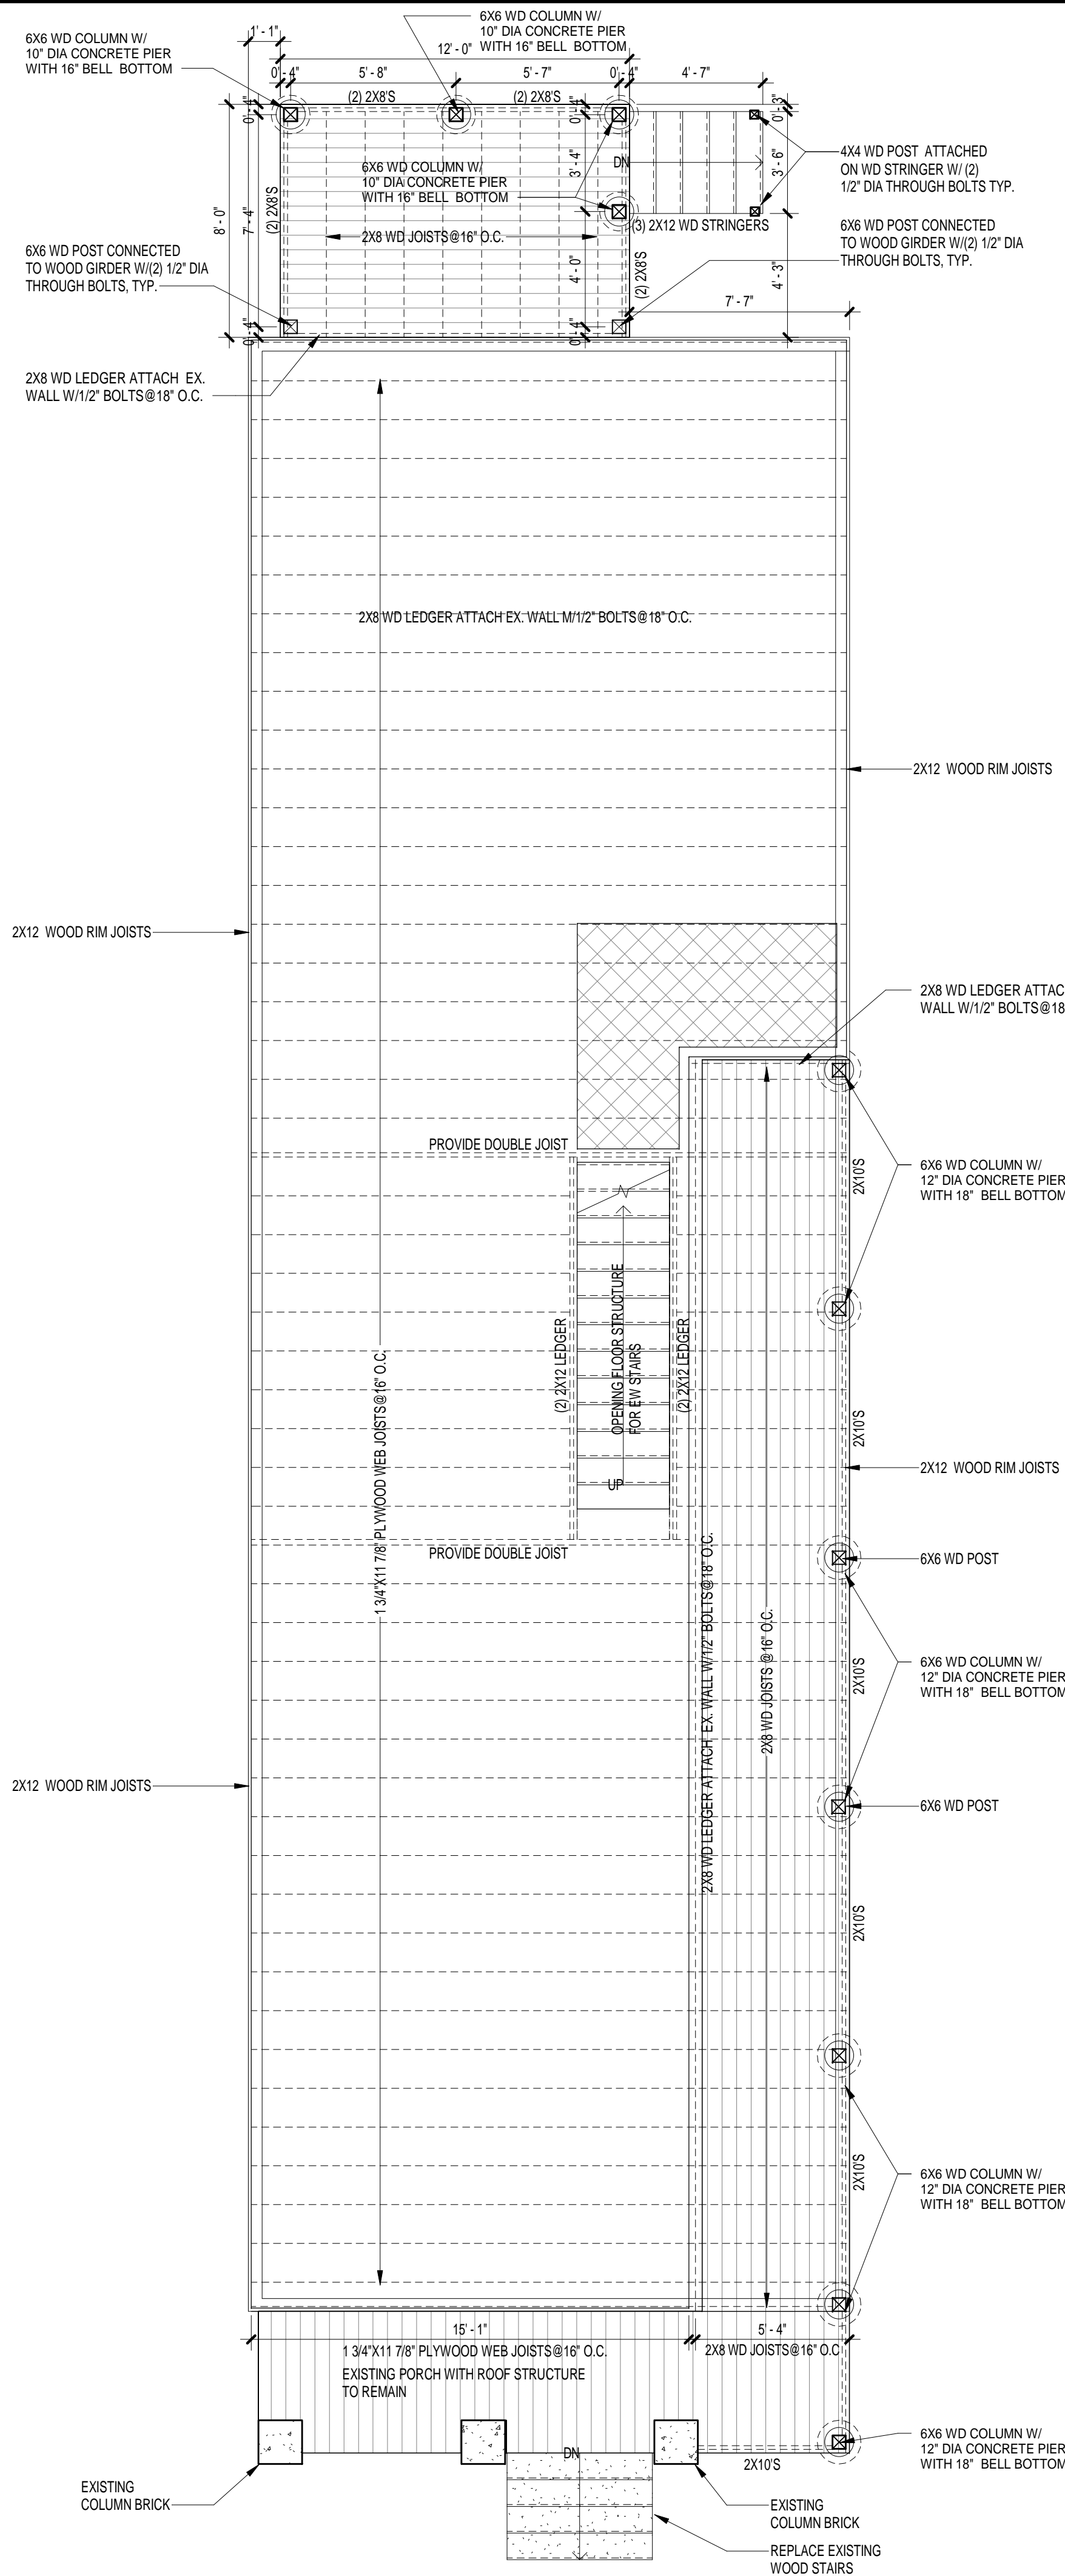 6X6 WD COLUMN W/
10" DIA CONCRETE PIER
WITH 16" BELL BOTTOM
6X6 WD COLUMN W/
10" DIA CONCRETE PIER
WITH 16" BELL BOTTOM
1' - 1"
12' - 0"
0' - 4"
5' - 8"
5' - 7"
0' - 4"
4' - 7"
(2) 2X8'S
(2) 2X8'S
0' - 4"
0' - 4"
0' - 3"
6X6 WD COLUMN W/
10" DIA CONCRETE PIER
WITH 16" BELL BOTTOM
3' - 4"
DN
3' - 6"
4X4 WD POST ATTACHED
ON WD STRINGER W/ (2)
1/2" DIA THROUGH BOLTS TYP.
8' - 0"
7' - 4"
(2) 2X8'S
2X8 WD JOISTS@16" O.C.
(3) 2X12 WD STRINGERS
6X6 WD POST CONNECTED
TO WOOD GIRDER W/(2) 1/2" DIA
THROUGH BOLTS, TYP.
6X6 WD POST CONNECTED
TO WOOD GIRDER W/(2) 1/2" DIA
THROUGH BOLTS, TYP.
4' - 0"
(2) 2X8'S
4' - 3"
7' - 7"
0' - 4"
0' - 4"
2X8 WD LEDGER ATTACH EX.
WALL W/1/2" BOLTS@18" O.C.
2X8 WD LEDGER ATTACH EX. WALL M/1/2" BOLTS@18" O.C.
2X12 WOOD RIM JOISTS
2X12 WOOD RIM JOISTS
2X8 WD LEDGER ATTAC
WALL W/1/2" BOLTS@18
PROVIDE DOUBLE JOIST
6X6 WD COLUMN W/
12" DIA CONCRETE PIER
WITH 18" BELL BOTTOM
2X10'S
(2) 2X12 LEDGER
OPENING FLOOR STRUCTURE
FOR EW STAIRS
(2) 2X12 LEDGER
UP
1 3/4"X11 7/8" PLYWOOD WEB JOISTS@16" O.C.
2X10'S
2X12 WOOD RIM JOISTS
PROVIDE DOUBLE JOIST
6X6 WD POST
2X8 WD LEDGER ATTACH EX. WALL W/1/2" BOLTS@18" O.C.
2X8 WD JOISTS @16" O.C.
2X10'S
6X6 WD COLUMN W/
12" DIA CONCRETE PIER
WITH 18" BELL BOTTOM
2X12 WOOD RIM JOISTS
6X6 WD POST
2X10'S
2X10'S
6X6 WD COLUMN W/
12" DIA CONCRETE PIER
WITH 18" BELL BOTTOM
15' - 1"
5' - 4"
1 3/4"X11 7/8" PLYWOOD WEB JOISTS@16" O.C.
2X8 WD JOISTS@16" O.C
EXISTING PORCH WITH ROOF STRUCTURE
TO REMAIN
DN
2X10'S
6X6 WD COLUMN W/
12" DIA CONCRETE PIER
WITH 18" BELL BOTTOM
EXISTING
COLUMN BRICK
EXISTING
COLUMN BRICK
REPLACE EXISTING
WOOD STAIRS